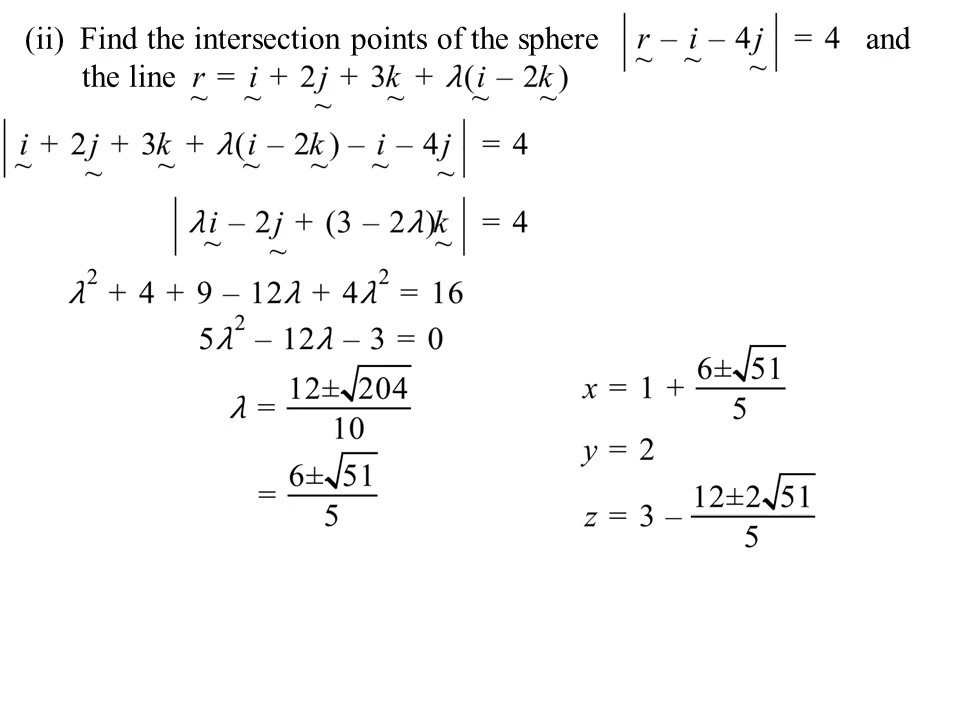 (ii) Find the intersection points of the sphere |r̰ – ḭ – 4j̰| = 4 and
the line r̰ = ḭ + 2j̰ + 3k̰ + λ(ḭ – 2k̰)
|ḭ + 2j̰ + 3k̰ + λ(ḭ – 2k̰) – ḭ – 4j̰| = 4
|λḭ – 2j̰ + (3 – 2λ)k̰| = 4
λ² + 4 + 9 – 12λ + 4λ² = 16
5λ² – 12λ – 3 = 0
λ = (12±√204)/10
= (6±√51)/5
x = 1 + (6±√51)/5
y = 2
z = 3 – (12±2√51)/5